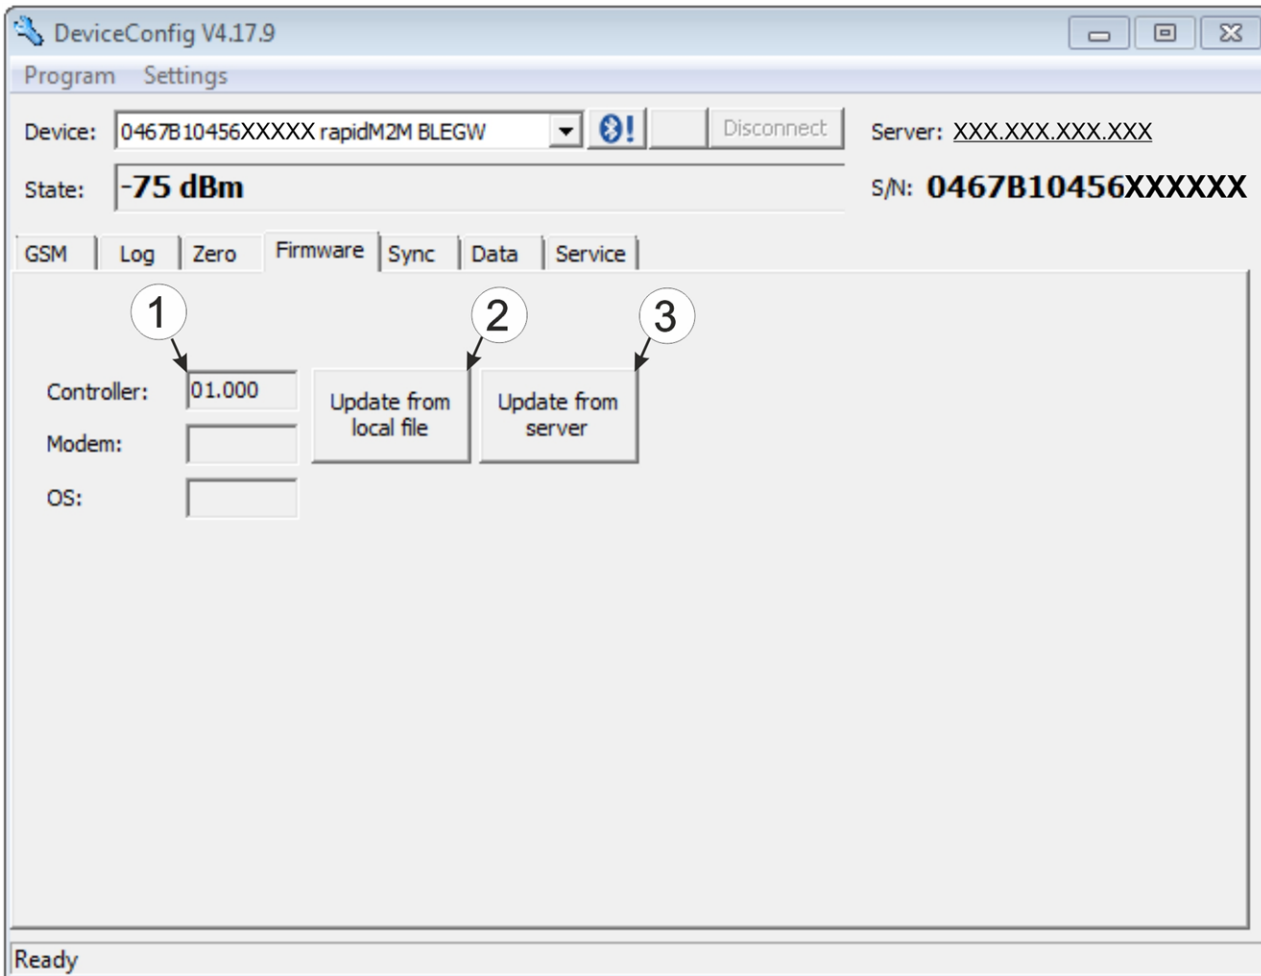 DeviceConfig V4.17.9
Program Settings
Device: 0467B10456XXXXX rapidM2M BLEGW ! Disconnect Server: XXX.XXX.XXX.XXX
State: -75 dBm S/N: 0467B10456XXXXXX
GSM Log Zero Firmware Sync Data Service
1 2 3
Controller: 01.000
Update from
local file
Update from
server
Modem:
OS:
Ready